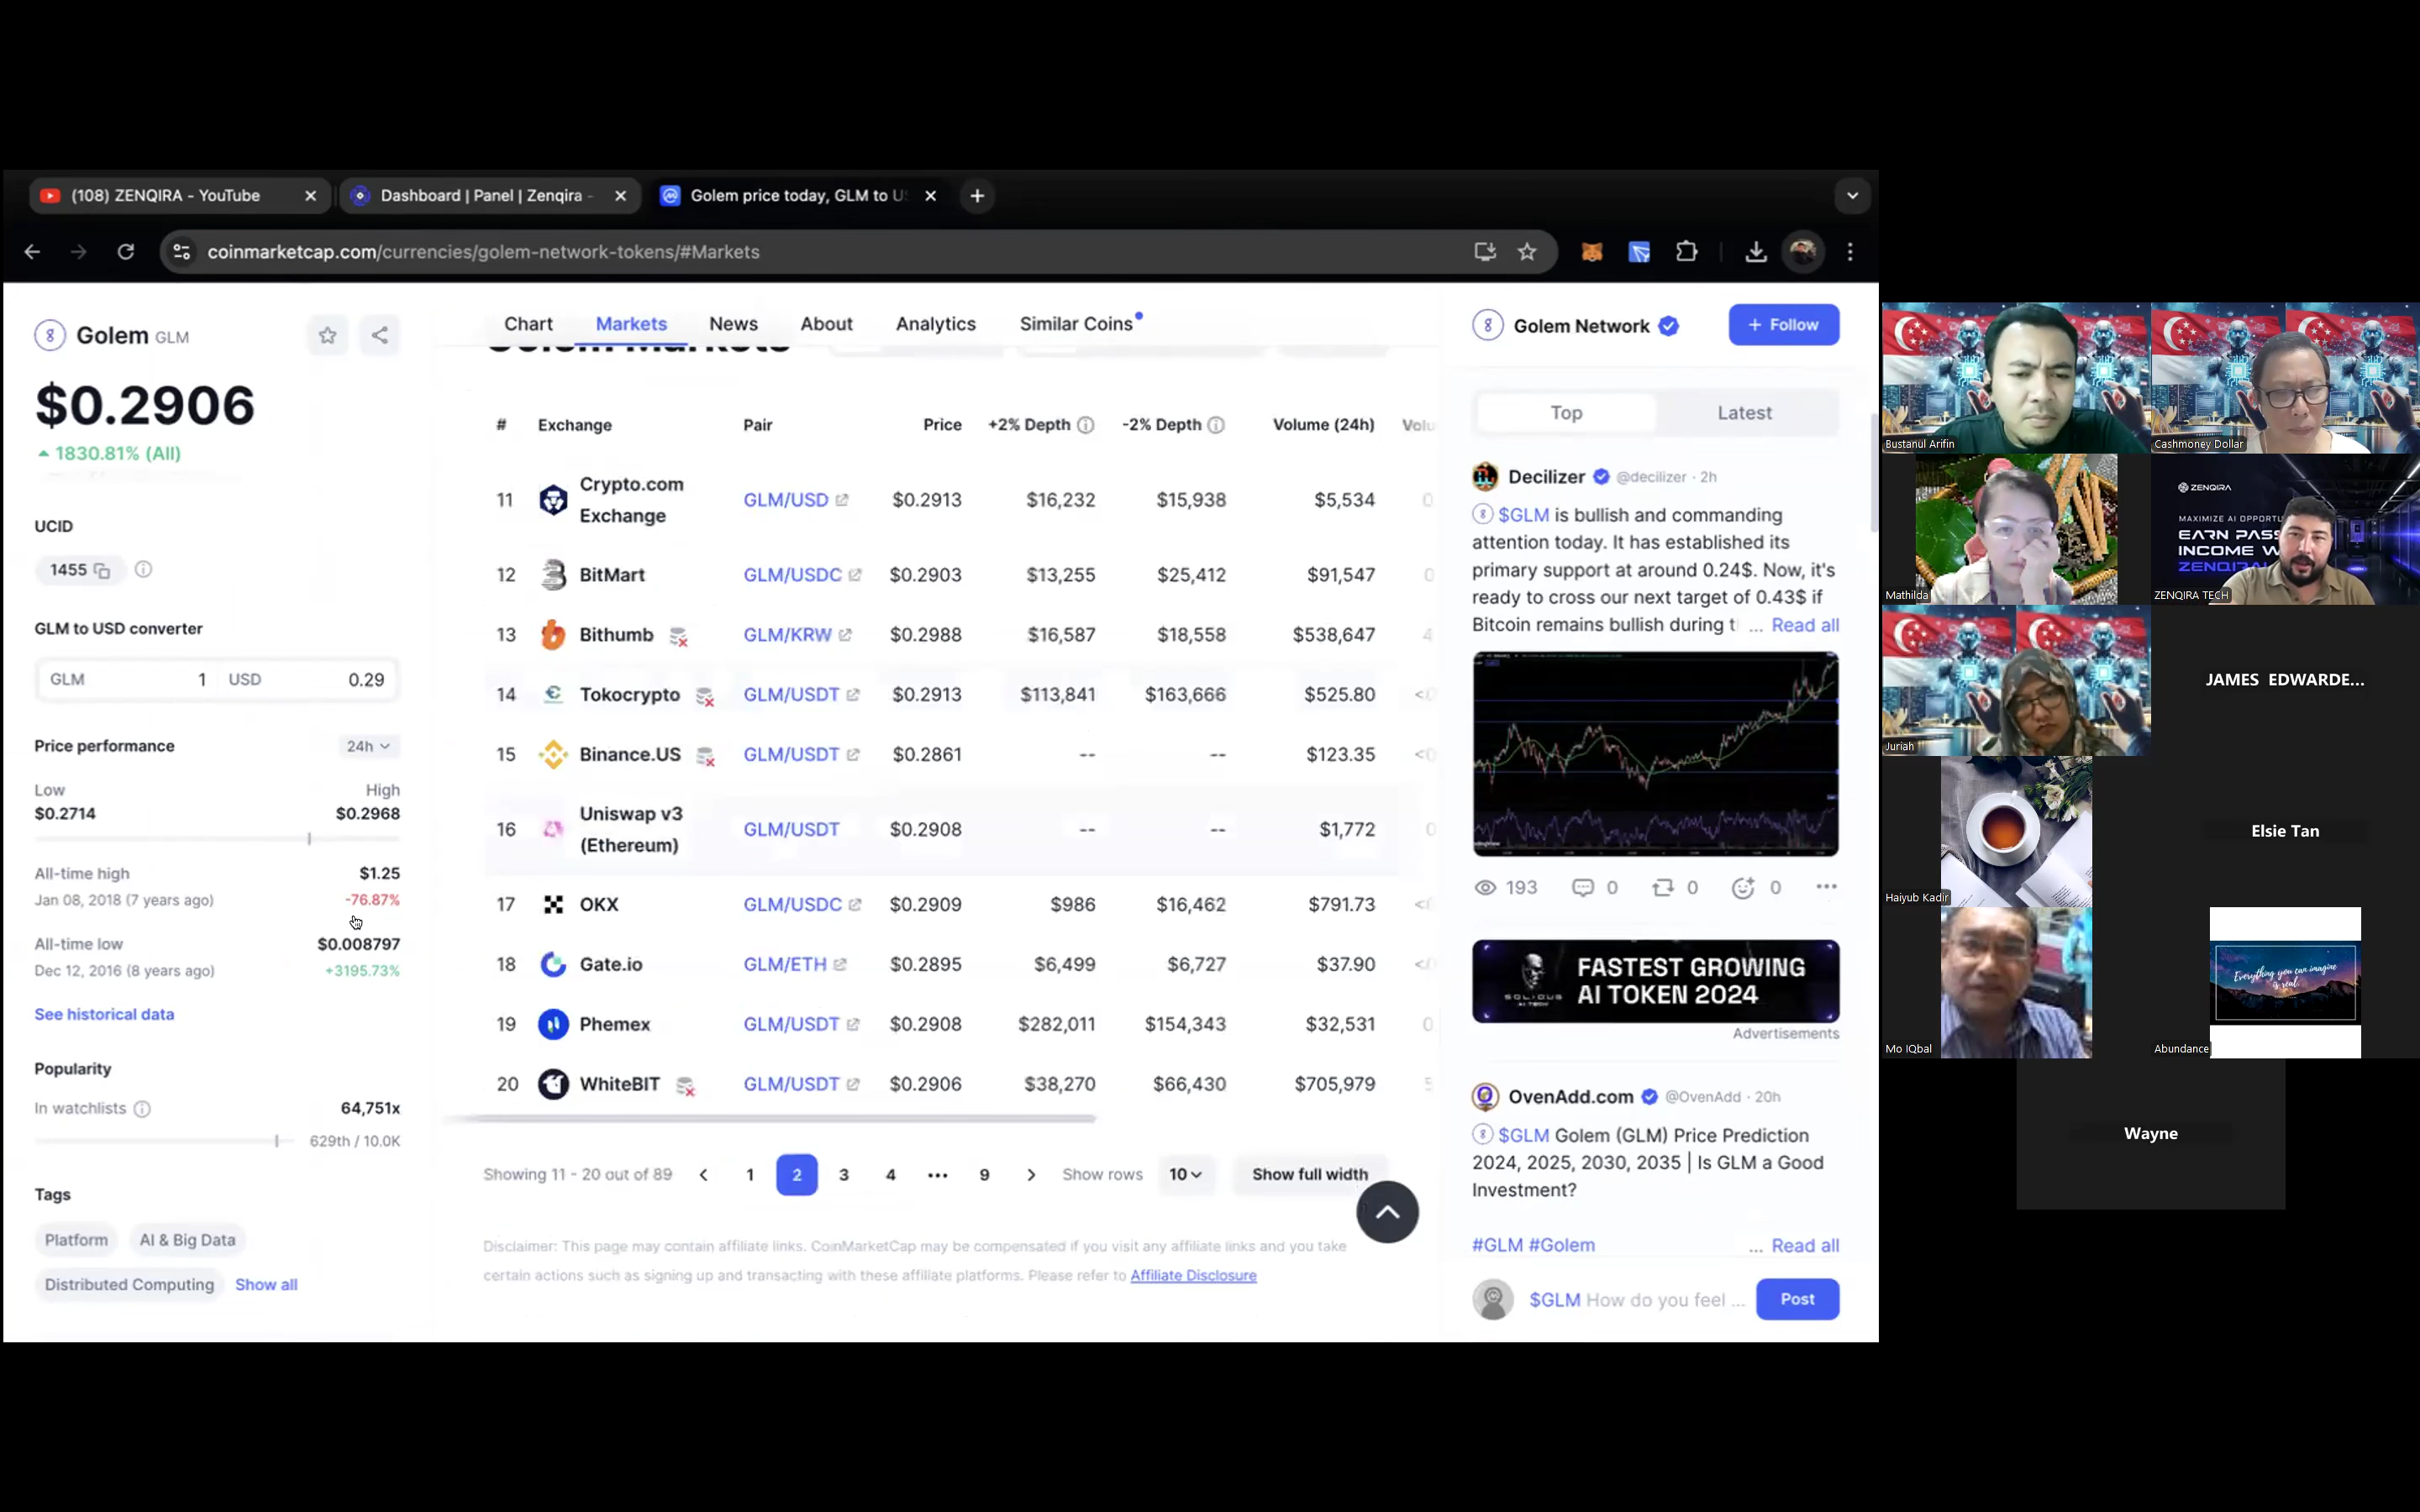 (108) ZENQIRA - YouTube
Dashboard | Panel | Zenqira -
Golem price today, GLM to U
coinmarketcap.com/currencies/golem-network-tokens/#Markets
Golem GLM
$0.2906
1830.81% (All)
UCID
1455
GLM to USD converter
GLM 1 USD 0.29
Price performance
24h
Low High
$0.2714 $0.2968
All-time high $1.25
Jan 08, 2018 (7 years ago) -76.87%
All-time low $0.008797
Dec 12, 2016 (8 years ago) +3195.73%
See historical data
Popularity
In watchlists 64,751x
629th / 10.0K
Tags
Platform AI & Big Data
Distributed Computing Show all
Chart Markets News About Analytics Similar Coins
Golem Markets
# Exchange Pair Price +2% Depth -2% Depth Volume (24h)
11 Crypto.com Exchange GLM/USD $0.2913 $16,232 $15,938 $5,534
12 BitMart GLM/USDC $0.2903 $13,255 $25,412 $91,547
13 Bithumb GLM/KRW $0.2988 $16,587 $18,558 $538,647
14 Tokocrypto GLM/USDT $0.2913 $113,841 $163,666 $525.80
15 Binance.US GLM/USDT $0.2861 -- -- $123.35
16 Uniswap v3 (Ethereum) GLM/USDT $0.2908 -- -- $1,772
17 OKX GLM/USDC $0.2909 $986 $16,462 $791.73
18 Gate.io GLM/ETH $0.2895 $6,499 $6,727 $37.90
19 Phemex GLM/USDT $0.2908 $282,011 $154,343 $32,531
20 WhiteBIT GLM/USDT $0.2906 $38,270 $66,430 $705,979
Showing 11 - 20 out of 89
1 2 3 4 ... 9
Show rows 10
Show full width
Disclaimer: This page may contain affiliate links. CoinMarketCap may be compensated if you visit any affiliate links and you take
certain actions such as signing up and transacting with these affiliate platforms. Please refer to Affiliate Disclosure
Golem Network
+ Follow
Top Latest
Decilizer @decilizer · 2h
$GLM is bullish and commanding
attention today. It has established its
primary support at around 0.24$. Now, it's
ready to cross our next target of 0.43$ if
Bitcoin remains bullish during t ... Read all
193 0 0 0
SOLIDUS
AI TECH
FASTEST GROWING
AI TOKEN 2024
Advertisements
OvenAdd.com @OvenAdd · 20h
$GLM Golem (GLM) Price Prediction
2024, 2025, 2030, 2035 | Is GLM a Good
Investment?
#GLM #Golem ... Read all
$GLM How do you feel ...
Post
Bustanul Arifin
Cashmoney Dollar
Mathilda
ZENQIRA
MAXIMIZE AI OPPORTU
EARN PASS
INCOME W
ZENQIRA
ZENQIRA TECH
Juriah
JAMES EDWARDE...
Haiyub Kadir
Elsie Tan
Mo IQbal
Everything you can imagine
is real
Abundance
Wayne